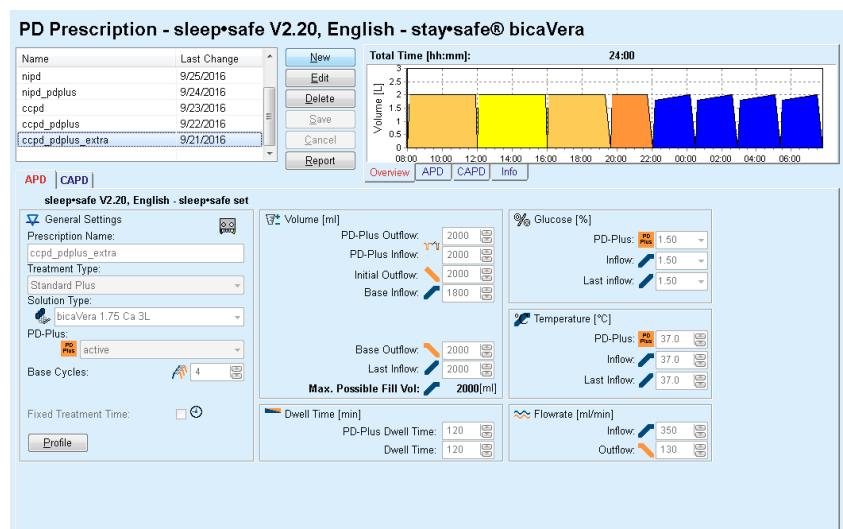 PD Prescription - sleep•safe V2.20, English - stay•safe® bicaVera
Name Last Change
nipd 9/25/2016
nipd_pdplus 9/24/2016
ccpd 9/23/2016
ccpd_plus 9/22/2016
ccpd_pdplus_extra 9/21/2016
New
Edit
Delete
Save
Cancel
Report
Total Time [hh:mm]: 24:00
Volume [L]
3
2.5
2
1.5
1
0.5
0
08:00 10:00 12:00 14:00 16:00 18:00 20:00 22:00 00:00 02:00 04:00 06:00
Overview APD CAPD Info
APD CAPD
sleep•safe V2.20, English - sleep•safe set
General Settings
Prescription Name:
ccpd_pdplus_extra
Treatment Type:
Standard Plus
Solution Type:
bicaVera 1.75 Ca 3L
PD-Plus:
PD Plus active
Base Cycles: 4
Fixed Treatment Time:
Profile
Volume [ml]
PD-Plus Outflow: 2000
PD-Plus Inflow: 2000
Initial Outflow: 2000
Base Inflow: 1800
Base Outflow: 2000
Last Inflow: 2000
Max. Possible Fill Vol: 2000[ml]
Dwell Time [min]
PD-Plus Dwell Time: 120
Dwell Time: 120
Glucose [%]
PD-Plus: PD Plus 1.50
Inflow: 1.50
Last inflow: 1.50
Temperature [°C]
PD-Plus: PD Plus 37.0
Inflow: 37.0
Last Inflow: 37.0
Flowrate [ml/min]
Inflow: 350
Outflow: 130